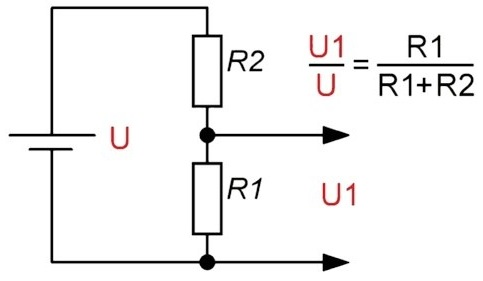 R2
U1/U = R1/(R1+R2)
U
R1
U1